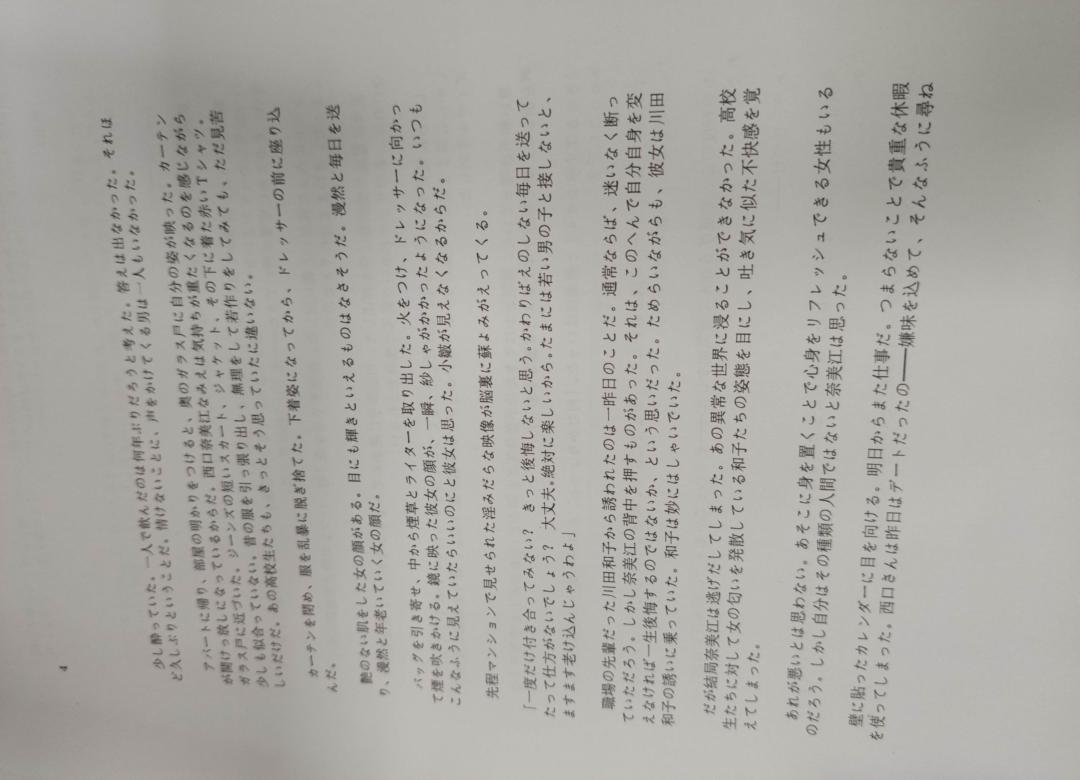 4
少し酔っていた。一人で飲んだのは何年ぶりだろうと考えた。答えは出なかった。それほ
ど久しぶりということだ。情けないことに、声をかけてくる男は一人もいなかった。
アパートに帰り、部屋の明かりをつけると、奥のガラス戸に自分の姿が映った。カーテン
が開けっ放しになっているからだ。西口奈美江なみえは気持ちが重たくなるのを感じながら
ガラス戸に近づいた。ジーンズの短いスカート、ジャケット、その下に着た赤いTシャツ。
少しも似合っていない。昔の服を引っ張り出し、無理をして若作りをしてみても、ただ見苦
しいだけだ。あの高校生たちも、きっとそう思っていたに違いない。
カーテンを閉め、服を乱暴に脱ぎ捨てた。下着姿になってから、ドレッサーの前に座り込
んだ。
艶のない肌をした女の顔がある。目にも輝きといえるものはなさそうだ。漫然と毎日を送
り、漫然と年老いていく女の顔だ。
バッグを引き寄せ、中から煙草とライターを取り出した。火をつけ、ドレッサーに向かっ
て煙を吹きかける。鏡に映った彼女の顔が、一瞬、紗しゃがかかったようになった。いつも
こんなふうに見えていたらいいのにと彼女は思った。小皺が見えなくなるからだ。
先程マンションで見せられた淫みだらな映像が脳裏に蘇よみがえってくる。
「一度だけ付き合ってみない? きっと後悔しないと思う。かわりばえのしない毎日を送って
たって仕方がないでしょう? 大丈夫。絶対に楽しいから。たまには若い男の子と接しないと、
ますます老け込んじゃうわよ」
職場の先輩だった川田和子から誘われたのは一昨日のことだ。通常ならば、迷いなく断っ
ていただろう。しかし奈美江の背中を押すものがあった。それは、このへんで自分自身を変
えなければ一生後悔するのではないか、という思いだった。ためらいながらも、彼女は川田
和子の誘いに乗っていた。和子は妙にはしゃいでいた。
だが結局奈美江は逃げだしてしまった。あの異常な世界に浸ることができなかった。高校
生たちに対して女の匂いを発散している和子たちの姿態を目にし、吐き気に似た不快感を覚
えてしまった。
あれが悪いとは思わない。あそこに身を置くことで心身をリフレッシュできる女性もいる
のだろう。しかし自分はその種類の人間ではないと奈美江は思った。
壁に貼ったカレンダーに目を向ける。明日からまた仕事だ。つまらないことで貴重な休暇
を使ってしまった。西口さんは昨日はデートだったの――嫌味を込めて、そんなふうに尋ね